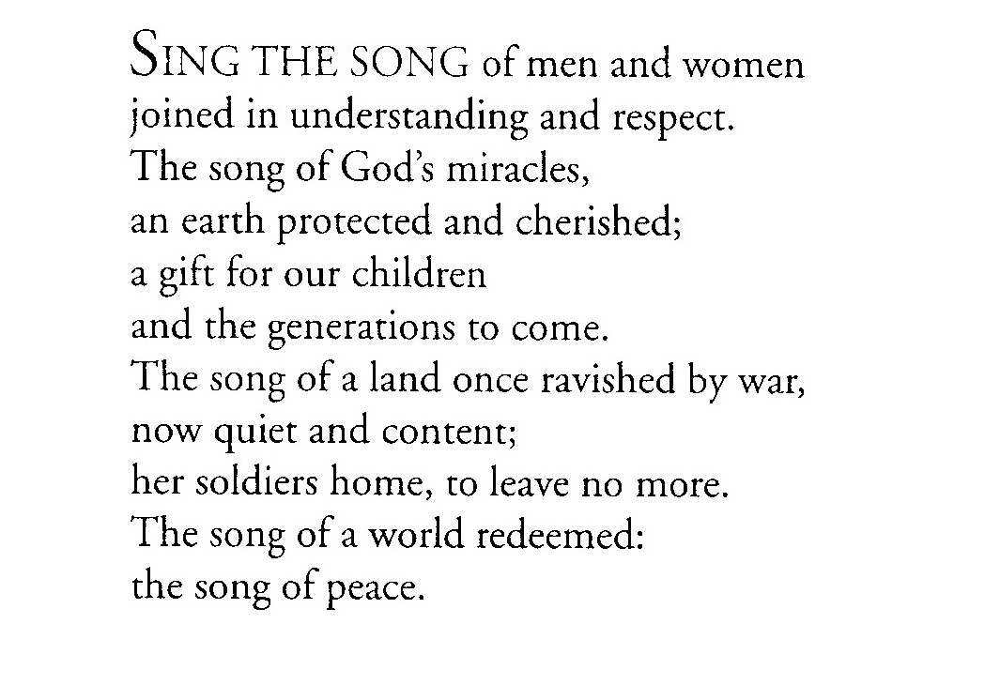 SING THE SONG of men and women
joined in understanding and respect.
The song of God's miracles,
an earth protected and cherished;
a gift for our children
and the generations to come.
The song of a land once ravished by war,
now quiet and content;
her soldiers home, to leave no more.
The song of a world redeemed:
the song of peace.